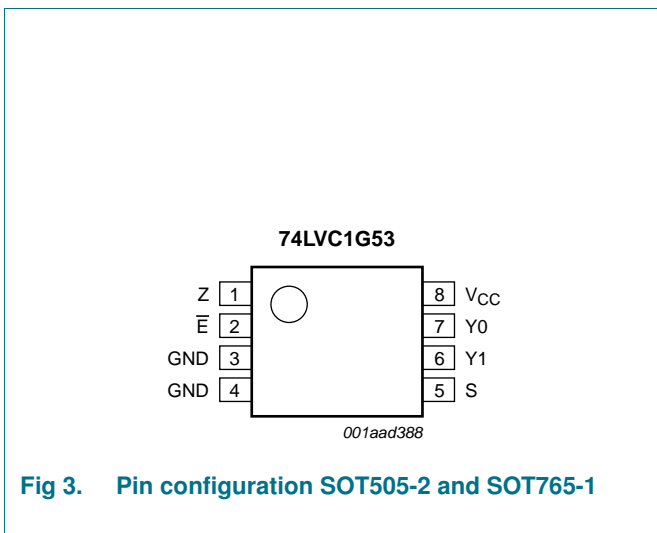 74LVC1G53
Z 1 8 VCC
E̅ 2 7 Y0
GND 3 6 Y1
GND 4 5 S
001aad388
Fig 3. Pin configuration SOT505-2 and SOT765-1